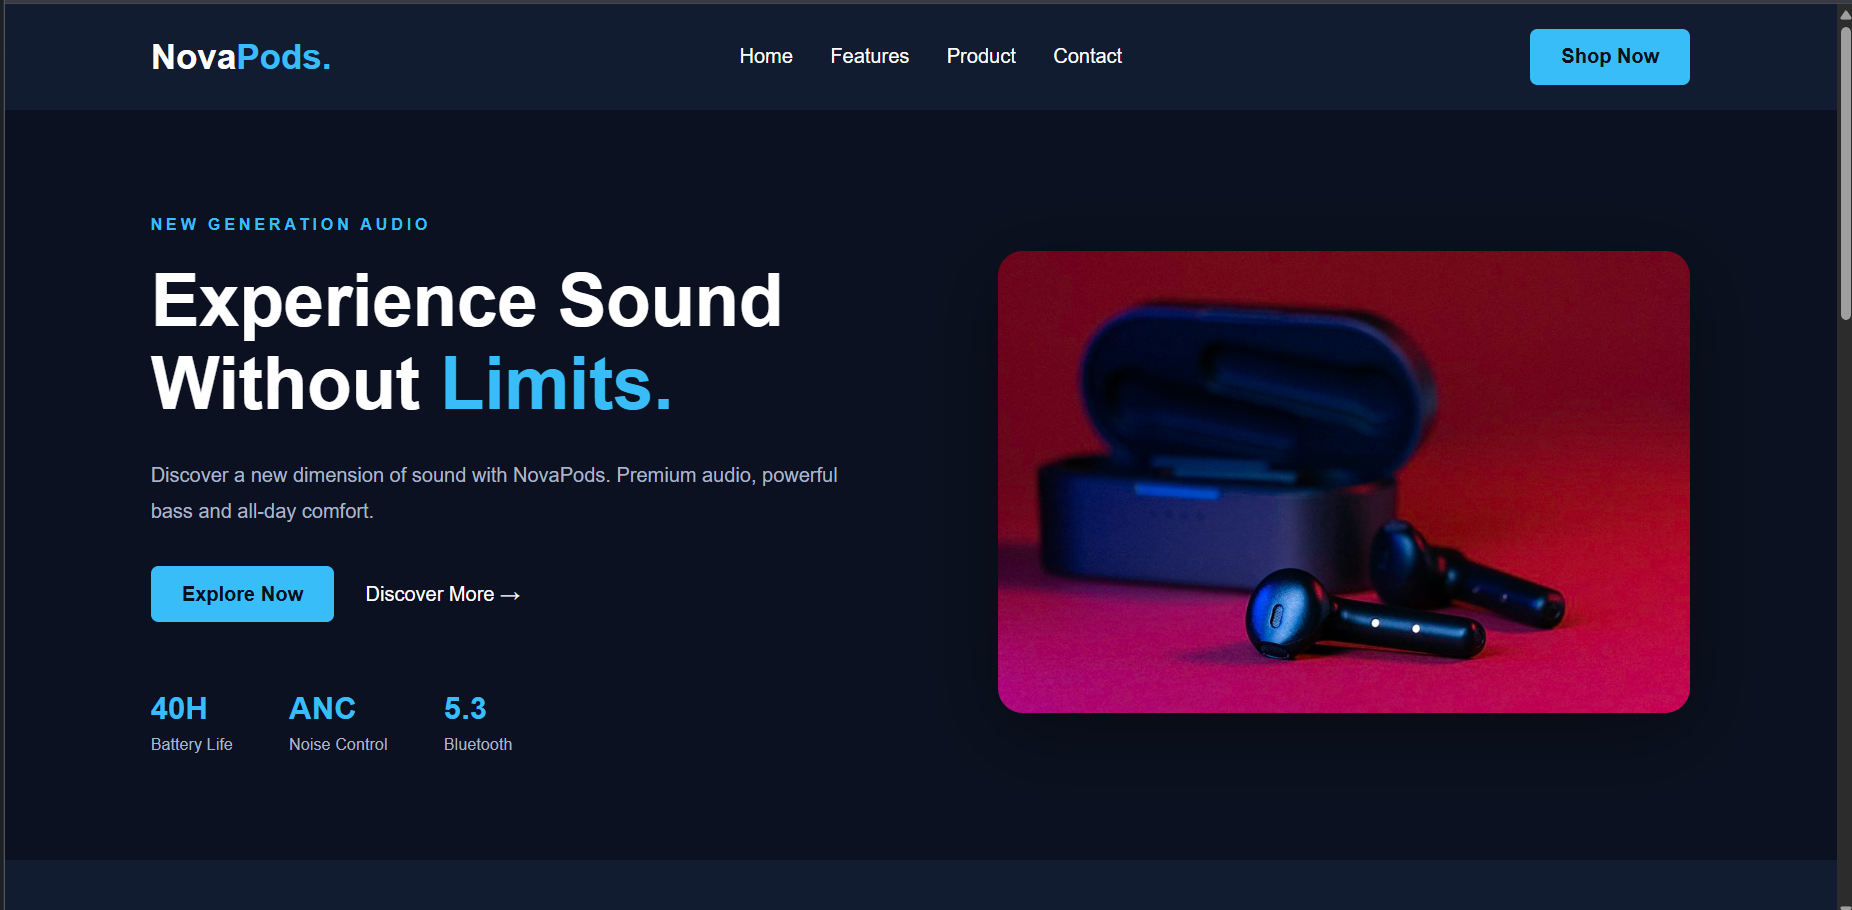 NovaPods.
Home
Features
Product
Contact
Shop Now
NEW GENERATION AUDIO
Experience Sound
Without Limits.
Discover a new dimension of sound with NovaPods. Premium audio, powerful
bass and all-day comfort.
Explore Now
Discover More →
40H
Battery Life
ANC
Noise Control
5.3
Bluetooth